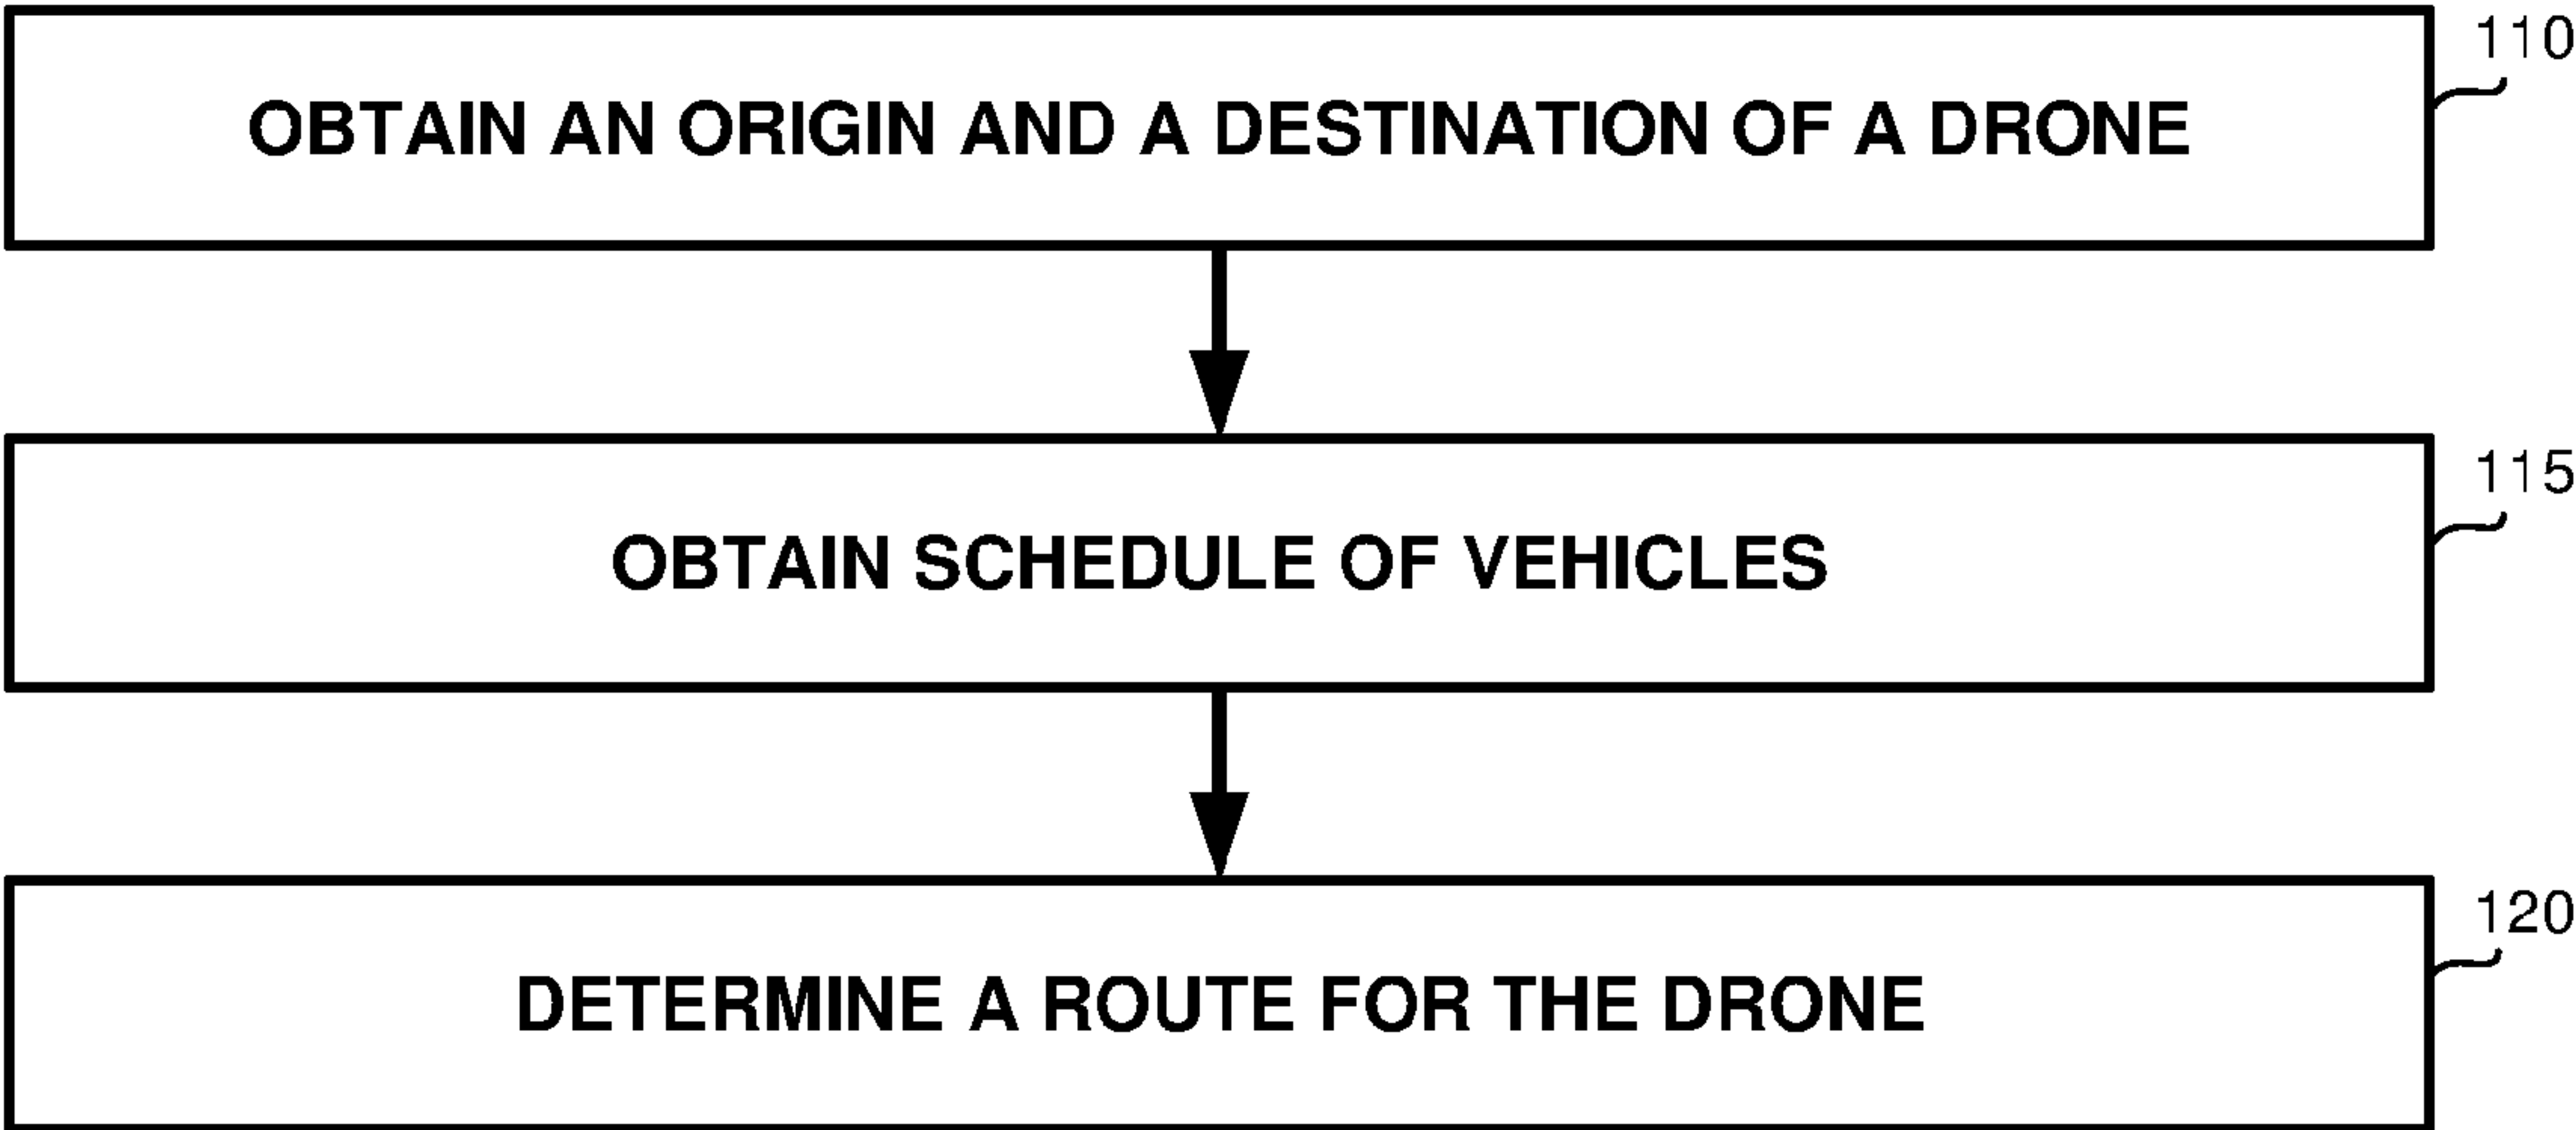 110
OBTAIN AN ORIGIN AND A DESTINATION OF A DRONE
115
OBTAIN SCHEDULE OF VEHICLES
120
DETERMINE A ROUTE FOR THE DRONE